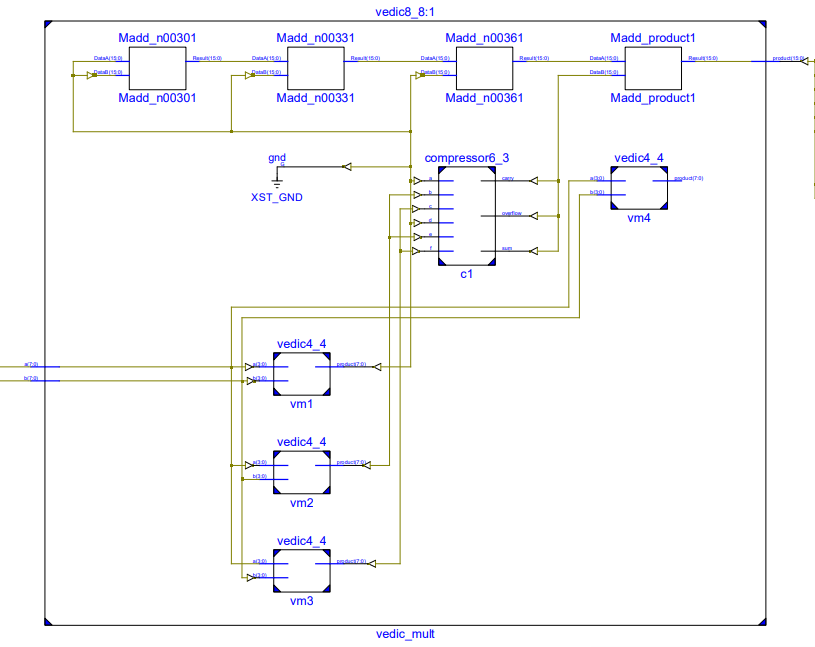 vedic8_8:1
Madd_n00301
Madd_n00331
Madd_n00361
Madd_product1
DataA(15:0)
Result(15:0)
DataA(15:0)
Result(15:0)
DataA(15:0)
Result(15:0)
DataA(15:0)
Result(15:0)
product(15:0)
DataB(15:0)
DataB(15:0)
DataB(15:0)
DataB(15:0)
Madd_n00301
Madd_n00331
Madd_n00361
Madd_product1
gnd
G
XST_GND
compressor6_3
a
b
c
d
e
f
carry
overflow
sum
c1
vedic4_4
a(3:0)
b(3:0)
product(7:0)
vm4
a(7:0)
b(7:0)
vedic4_4
a(3:0)
b(3:0)
product(7:0)
vm1
vedic4_4
a(3:0)
b(3:0)
product(7:0)
vm2
vedic4_4
a(3:0)
b(3:0)
product(7:0)
vm3
vedic_mult